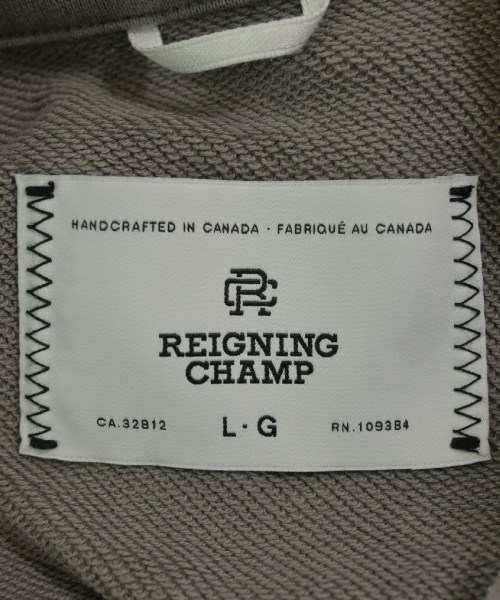 HANDCRAFTED IN CANADA · FABRIQUÉ AU CANADA
RC
REIGNING
CHAMP
CA.32812 L·G RN.109384